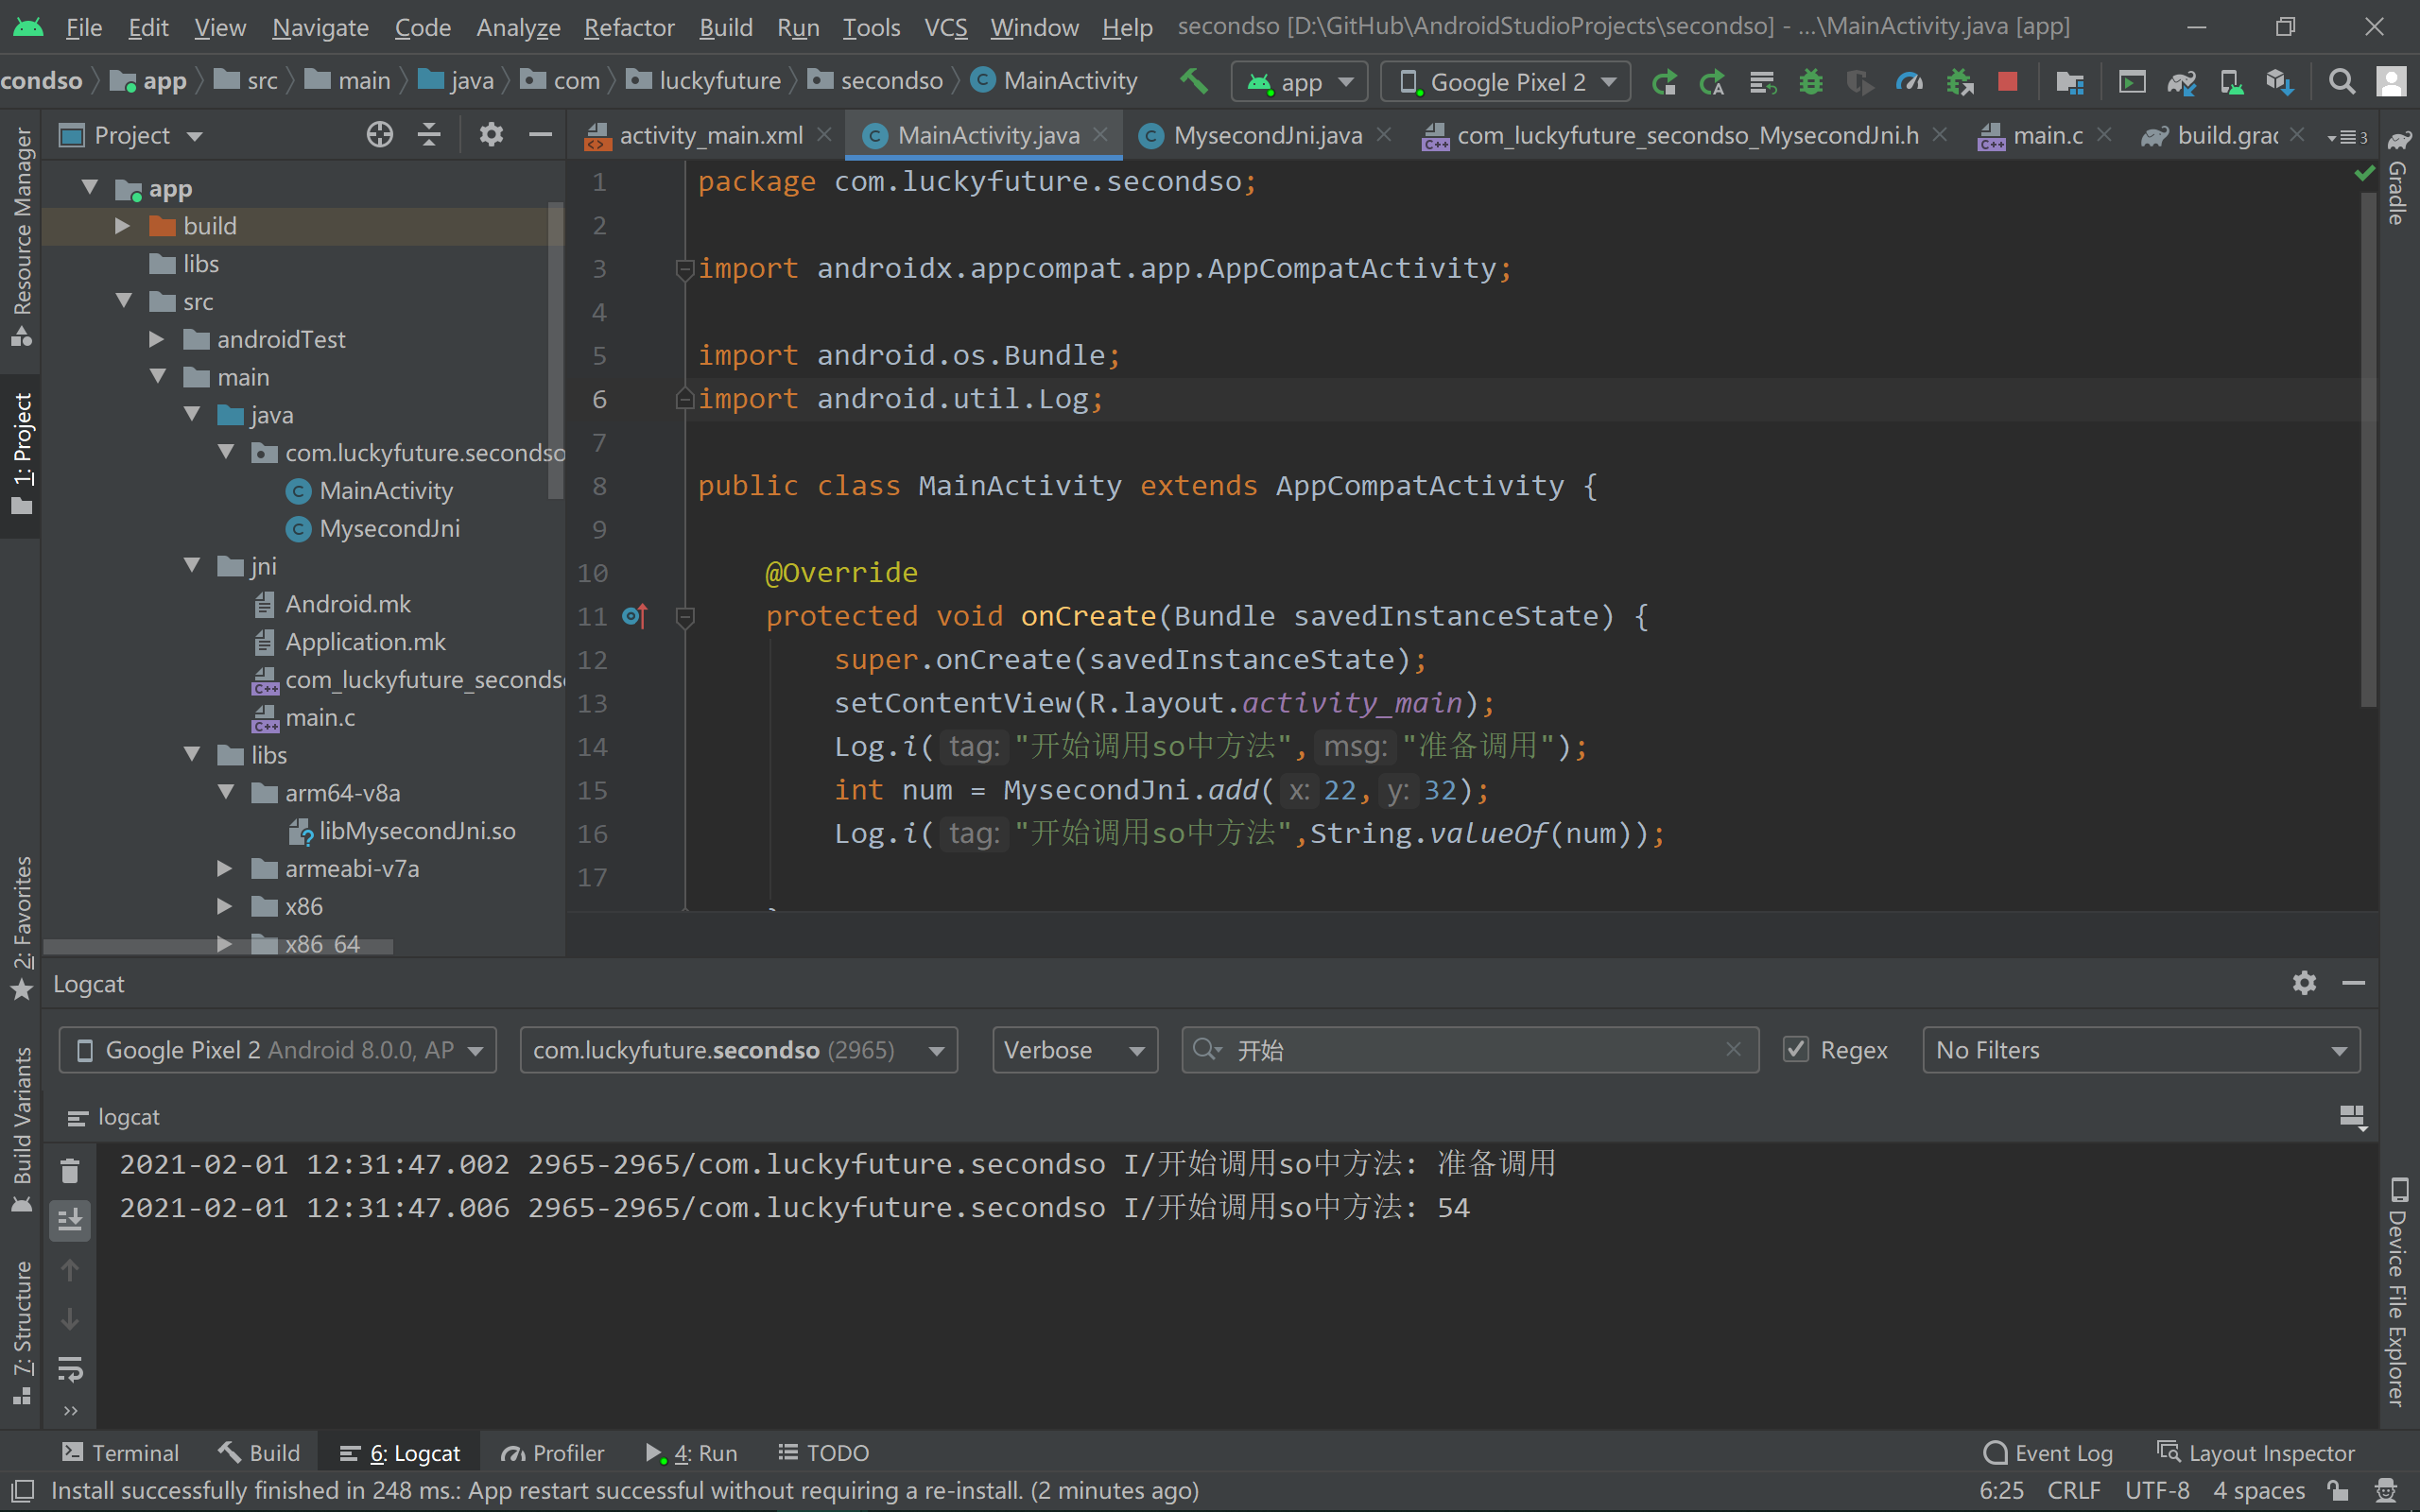 File Edit View Navigate Code Analyze Refactor Build Run Tools VCS Window Help secondso [D:\GitHub\AndroidStudioProjects\secondso] - ...\MainActivity.java [app]
condso app src main java com luckyfuture secondso MainActivity app Google Pixel 2
Project
activity_main.xml MainActivity.java MysecondJni.java com_luckyfuture_secondso_MysecondJni.h main.c build.grac 3
Resource Manager
1: Project
2: Favorites
Build Variants
7: Structure
app
build
libs
src
androidTest
main
java
com.luckyfuture.secondso
MainActivity
MysecondJni
jni
Android.mk
Application.mk
com_luckyfuture_secondso
main.c
libs
arm64-v8a
libMysecondJni.so
armeabi-v7a
x86
x86_64
1 package com.luckyfuture.secondso;
2
3 import androidx.appcompat.app.AppCompatActivity;
4
5 import android.os.Bundle;
6 import android.util.Log;
7
8 public class MainActivity extends AppCompatActivity {
9
10 @Override
11 protected void onCreate(Bundle savedInstanceState) {
12 super.onCreate(savedInstanceState);
13 setContentView(R.layout.activity_main);
14 Log.i( tag: "开始调用so中方法", msg: "准备调用");
15 int num = MysecondJni.add( x: 22, y: 32);
16 Log.i( tag: "开始调用so中方法",String.valueOf(num));
17
Gradle
Device File Explorer
Logcat
Google Pixel 2 Android 8.0.0, AP com.luckyfuture.secondso (2965) Verbose 开始 Regex No Filters
logcat
2021-02-01 12:31:47.002 2965-2965/com.luckyfuture.secondso I/开始调用so中方法: 准备调用
2021-02-01 12:31:47.006 2965-2965/com.luckyfuture.secondso I/开始调用so中方法: 54
Terminal Build 6: Logcat Profiler 4: Run TODO Event Log Layout Inspector
Install successfully finished in 248 ms.: App restart successful without requiring a re-install. (2 minutes ago) 6:25 CRLF UTF-8 4 spaces